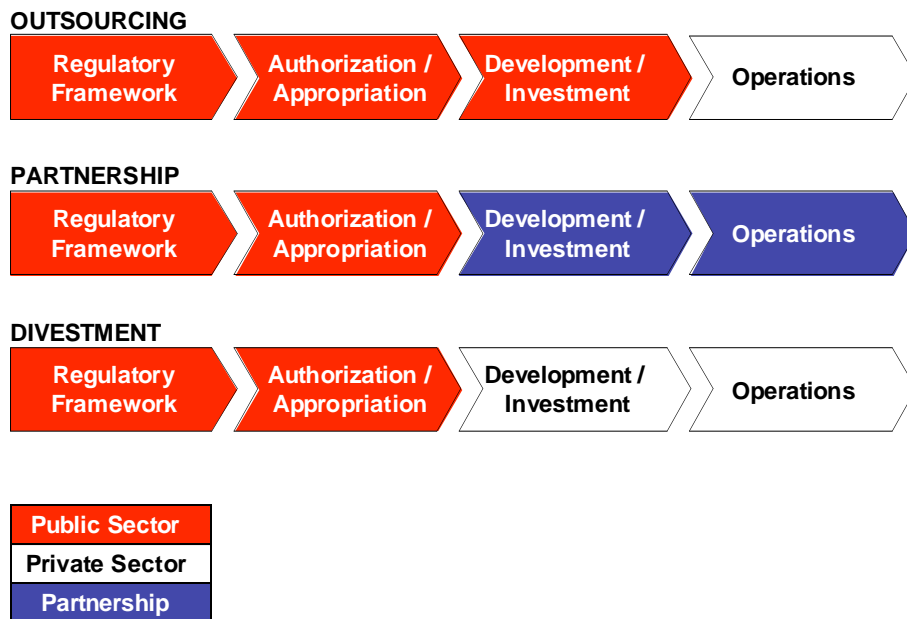 OUTSOURCING
Regulatory
Framework
Authorization /
Appropriation
Development /
Investment
Operations
PARTNERSHIP
Regulatory
Framework
Authorization /
Appropriation
Development /
Investment
Operations
DIVESTMENT
Regulatory
Framework
Authorization /
Appropriation
Development /
Investment
Operations
Public Sector
Private Sector
Partnership